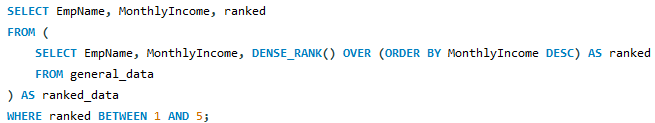 SELECT EmpName, MonthlyIncome, ranked
FROM (
    SELECT EmpName, MonthlyIncome, DENSE_RANK() OVER (ORDER BY MonthlyIncome DESC) AS ranked
    FROM general_data
) AS ranked_data
WHERE ranked BETWEEN 1 AND 5;